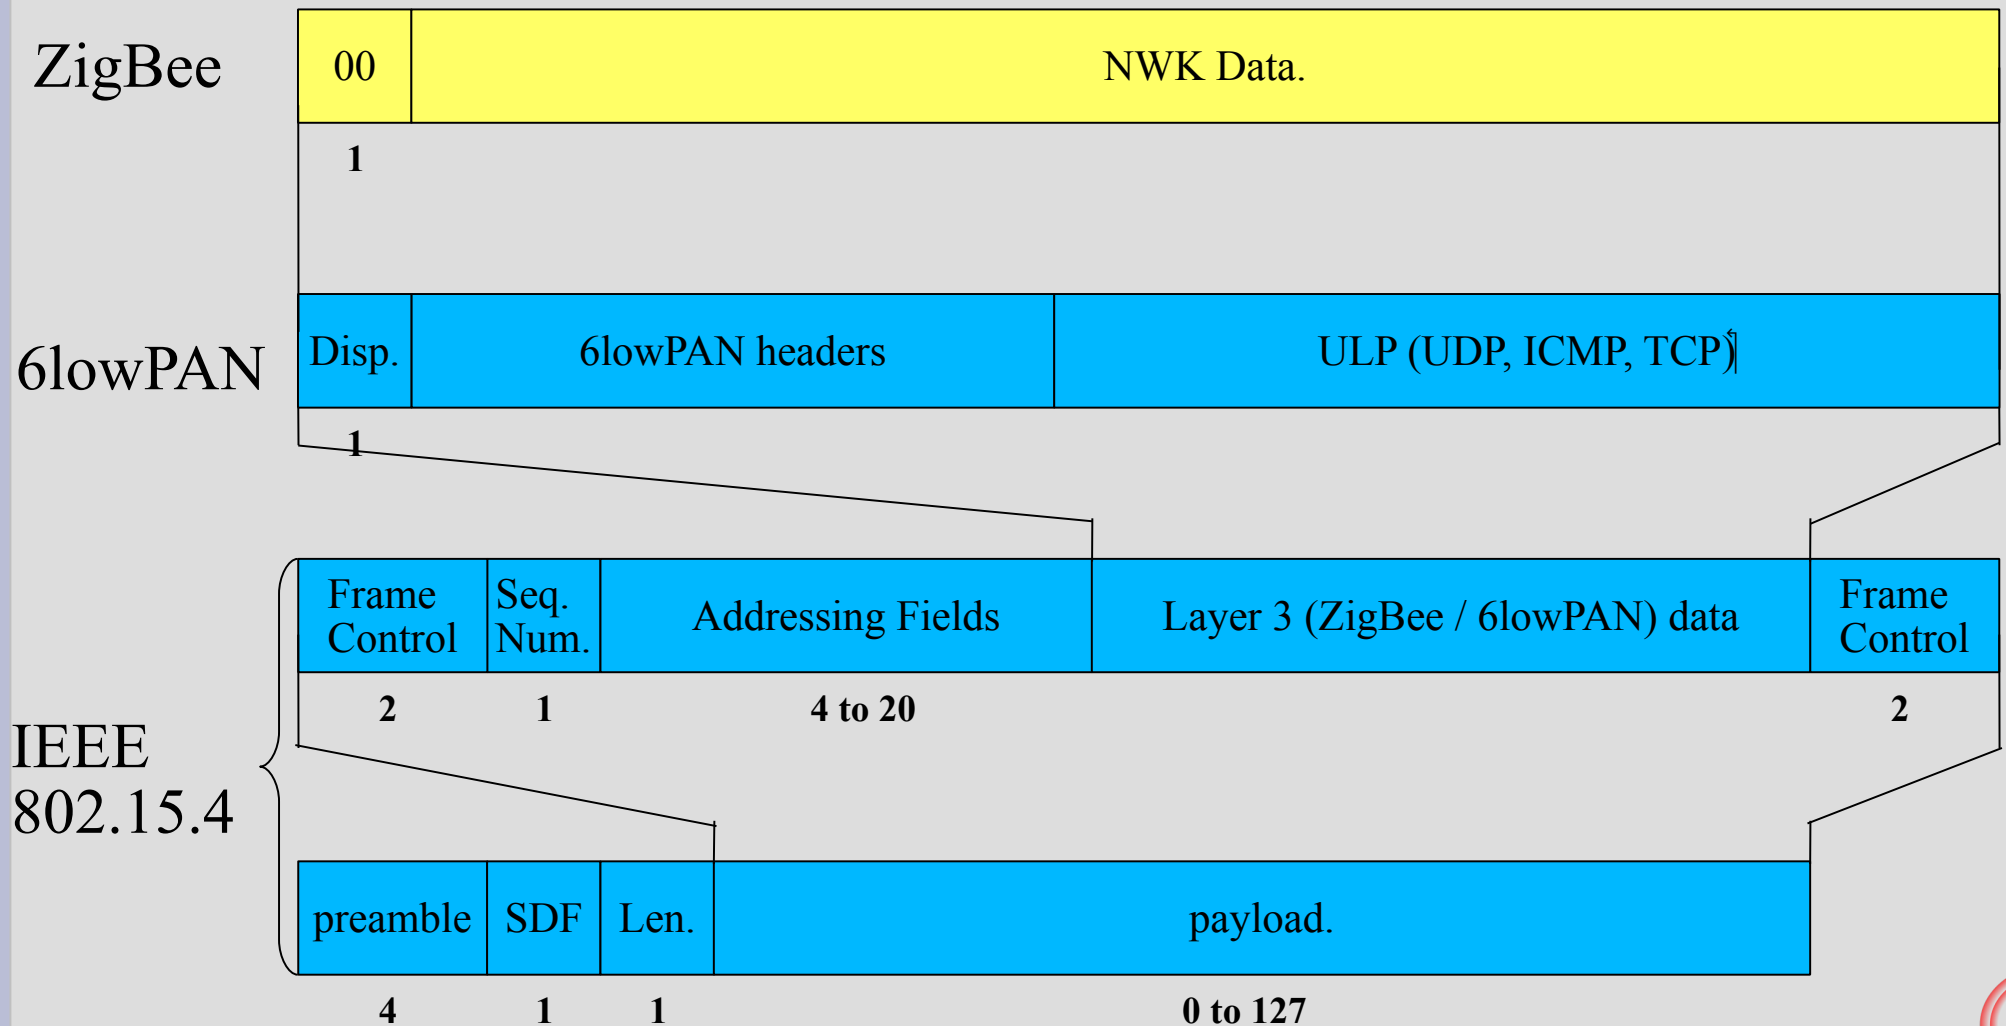 ZigBee
00
NWK Data.
1
6lowPAN
Disp.
6lowPAN headers
ULP (UDP, ICMP, TCP)
1
IEEE
802.15.4
Frame
Control
Seq.
Num.
Addressing Fields
Layer 3 (ZigBee / 6lowPAN) data
Frame
Control
2
1
4 to 20
2
preamble
SDF
Len.
payload.
4
1
1
0 to 127